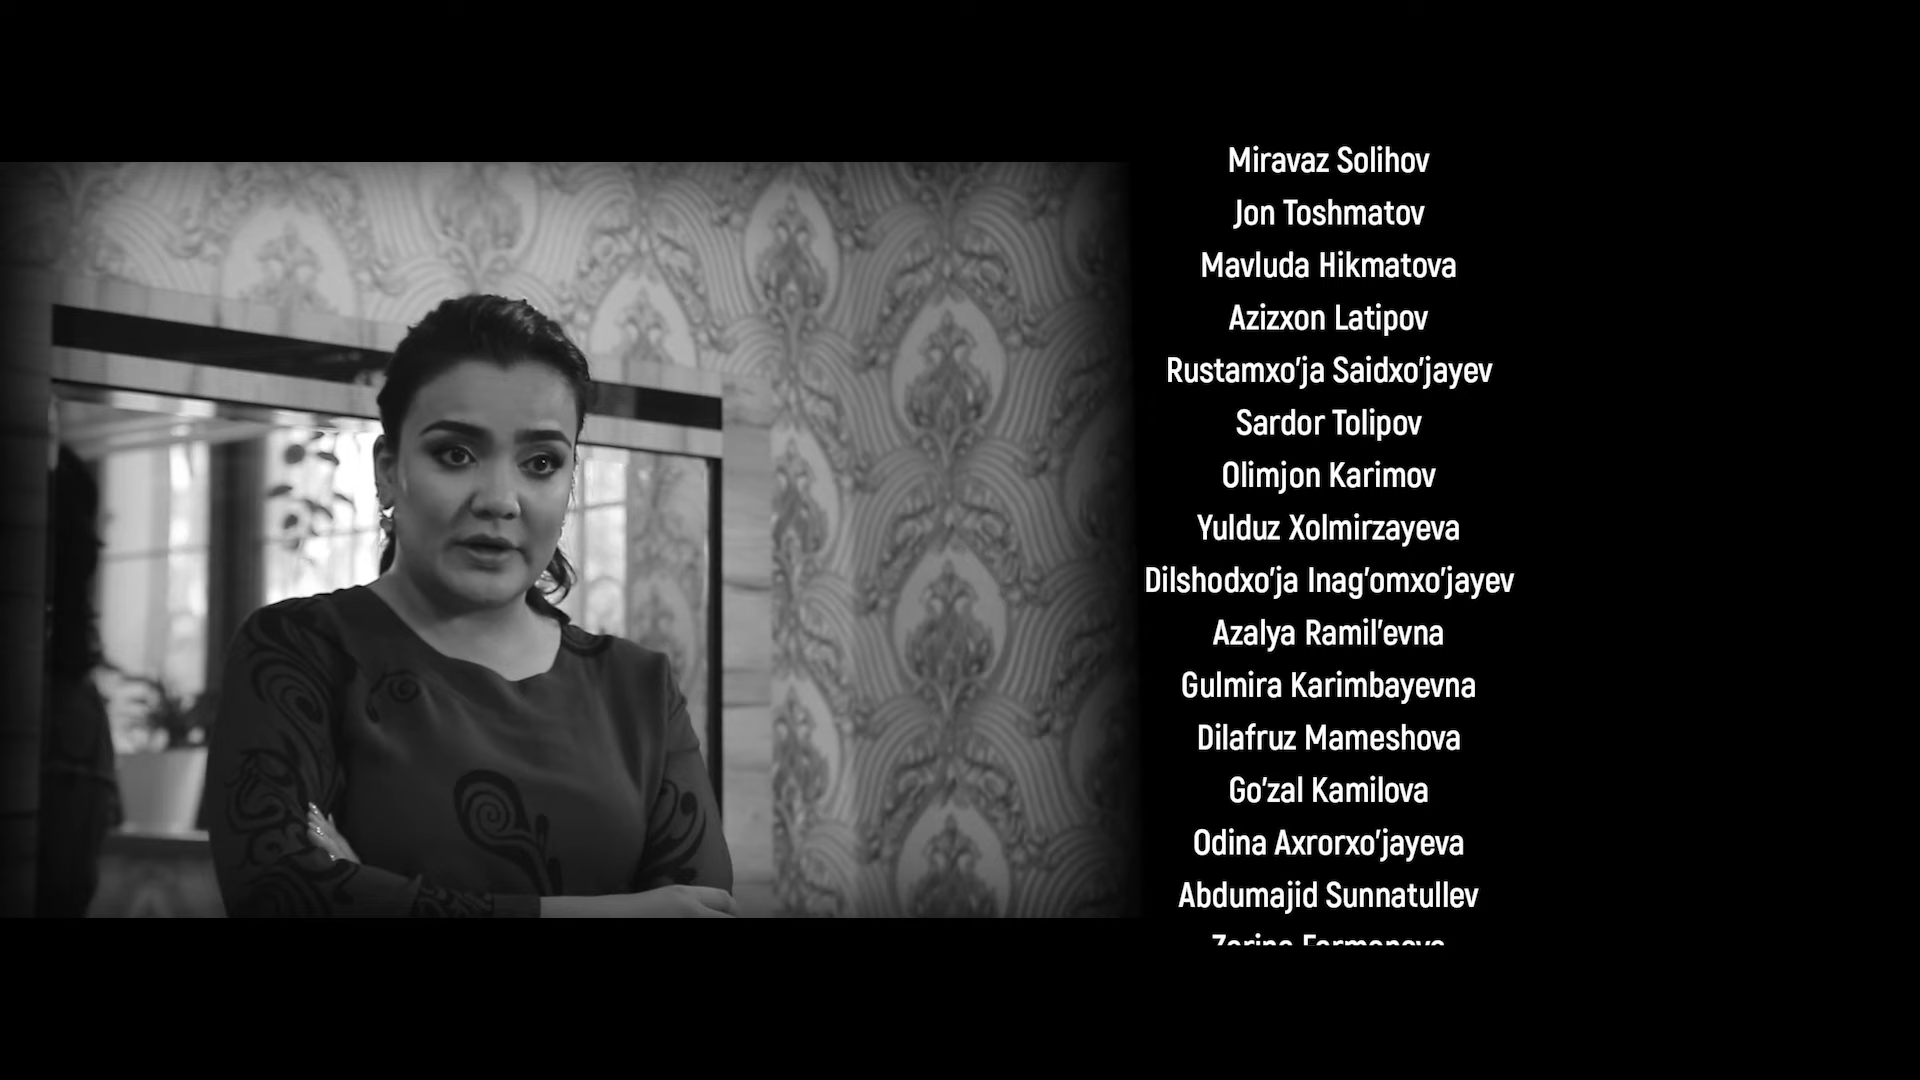 Miravaz Solihov
Jon Toshmatov
Mavluda Hikmatova
Azizxon Latipov
Rustamxo'ja Saidxo'jayev
Sardor Tolipov
Olimjon Karimov
Yulduz Xolmirzayeva
Dilshodxo'ja Inag'omxo'jayev
Azalya Ramil'evna
Gulmira Karimbayevna
Dilafruz Mameshova
Go'zal Kamilova
Odina Axrorxo'jayeva
Abdumajid Sunnatullev